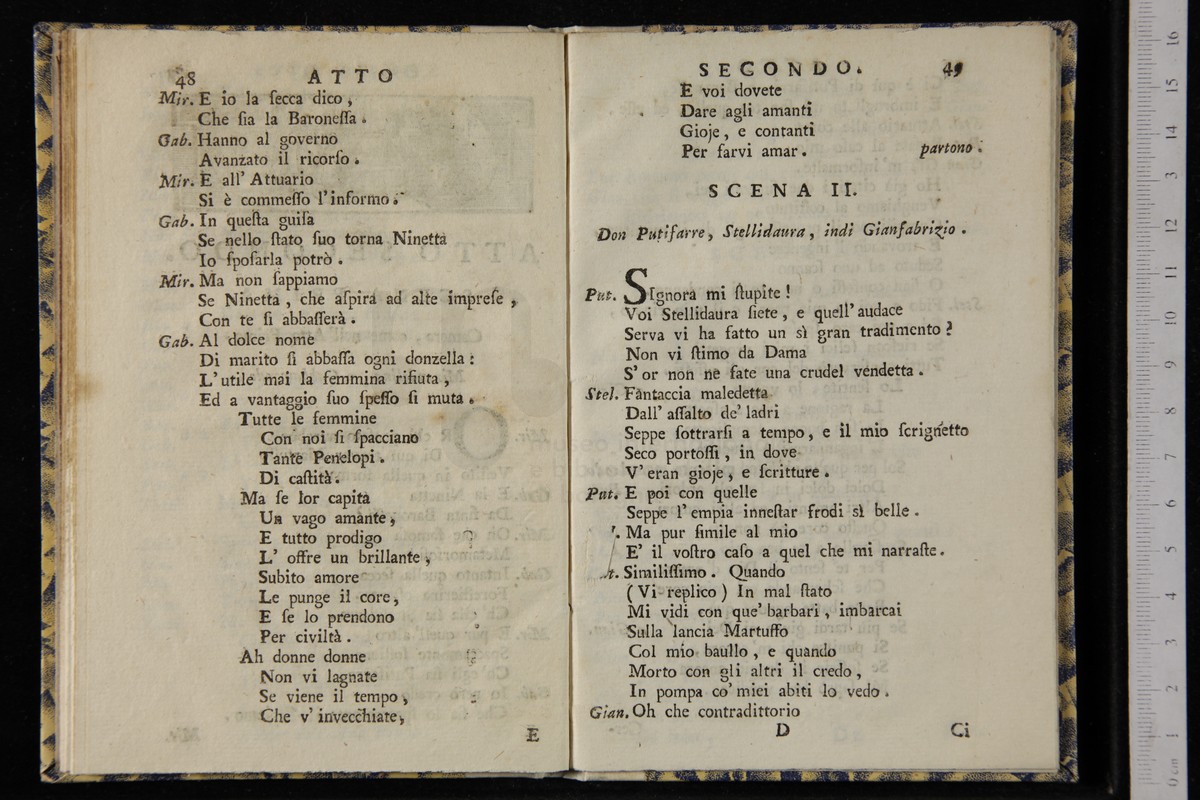 48 ATTO
Mir. E io la ſecca dico,
Che ſia la Baroneſſa.
Gab. Hanno al governo
Avanzato il ricorſo.
Mir. E all' Attuario
Si è commeſſo l'informo.
Gab. In queſta guiſa
Se nello ſtato ſuo torna Ninetta
Io ſpoſarla potrò.
Mir. Ma non ſappiamo
Se Ninetta, che aſpira ad alte impreſe,
Con te ſi abbaſſerà.
Gab. Al dolce nome
Di marito ſi abbaſſa ogni donzella:
L'utile mai la femmina rifiuta,
Ed a vantaggio ſuo ſpeſſo ſi muta.
Tutte le femmine
Con noi ſi ſpacciano
Tante Penelopi.
Di caſtità.
Ma ſe lor capita
Un vago amante,
E tutto prodigo
L' offre un brillante,
Subito amore
Le punge il core,
E ſe lo prendono
Per civiltà.
Ah donne donne
Non vi lagnate
Se viene il tempo,
Che v' invecchiate,
E
SECONDO. 49
E voi dovete
Dare agli amanti
Gioje, e contanti
Per farvi amar. partono.
SCENA II.
Don Putifarre, Stellidaura, indi Gianfabrizio.
Put. SIgnora mi ſtupite!
Voi Stellidaura ſiete, e quell' audace
Serva vi ha fatto un sì gran tradimento?
Non vi ſtimo da Dama
S' or non ne fate una crudel vendetta.
Stel. Fantaccia maledetta
Dall' aſſalto de' ladri
Seppe ſottrarſi a tempo, e il mio ſcrignetto
Seco portoſſi, in dove
V' eran gioje, e ſcritture.
Put. E poi con quelle
Seppe l' empia inneſtar frodi sì belle.
Ma pur ſimile al mio
E' il voſtro caſo a quel che mi narraſte.
Similiſſimo. Quando
(Vi replico) In mal ſtato
Mi vidi con que' barbari, imbarcai
Sulla lancia Martuffo
Col mio baullo, e quando
Morto con gli altri il credo,
In pompa co' miei abiti lo vedo.
Gian. Oh che contradittorio
D Ci